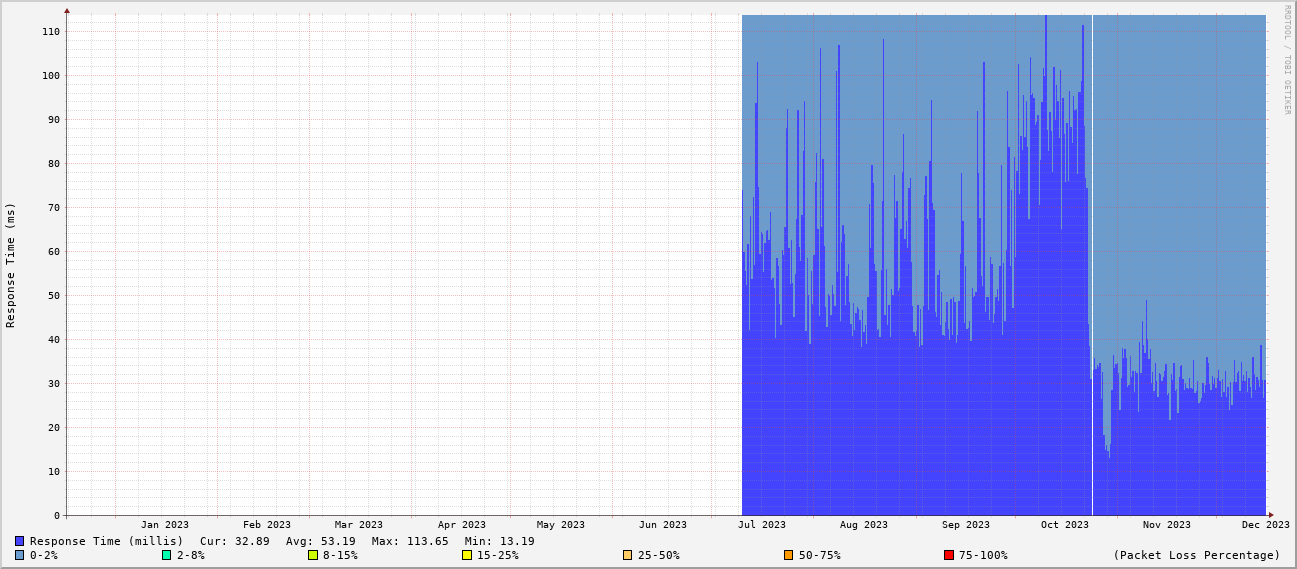 RRDTOOL / TOBI OETIKER
Response Time (ms)
110
100
90
80
70
60
50
40
30
20
10
0
Jan 2023 Feb 2023 Mar 2023 Apr 2023 May 2023 Jun 2023 Jul 2023 Aug 2023 Sep 2023 Oct 2023 Nov 2023 Dec 2023
Response Time (millis) Cur: 32.89 Avg: 53.19 Max: 113.65 Min: 13.19
0-2% 2-8% 8-15% 15-25% 25-50% 50-75% 75-100% (Packet Loss Percentage)